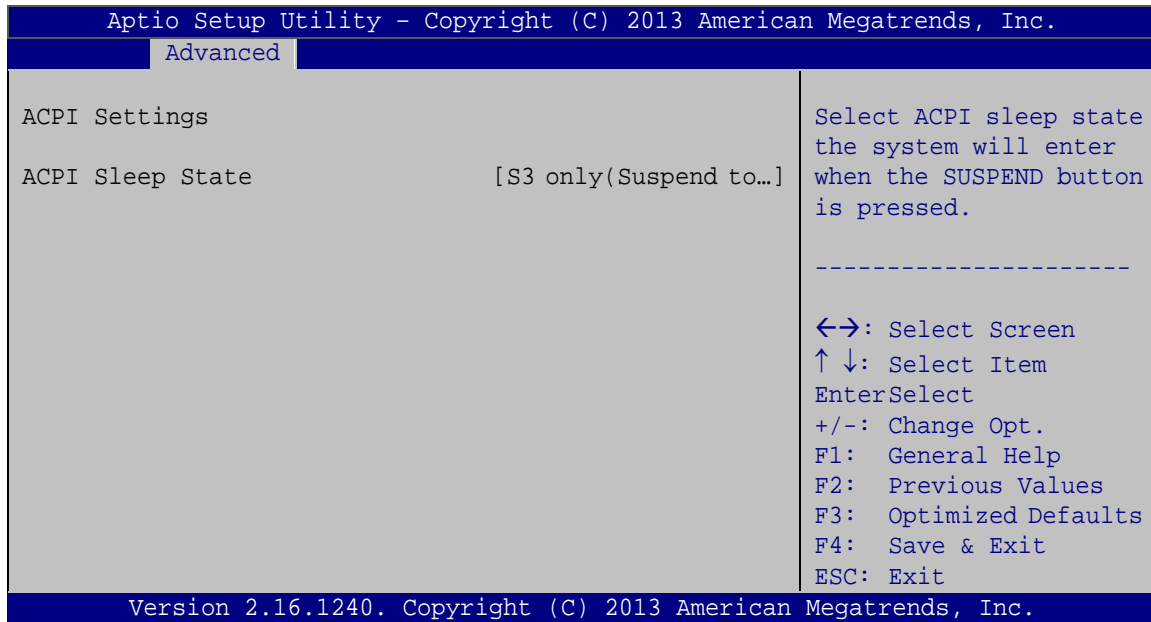 Aptio Setup Utility – Copyright (C) 2013 American Megatrends, Inc.
Advanced
ACPI Settings
ACPI Sleep State [S3 only(Suspend to…]
Select ACPI sleep state
the system will enter
when the SUSPEND button
is pressed.
----------------------
←→: Select Screen
↑ ↓: Select Item
EnterSelect
+/-: Change Opt.
F1: General Help
F2: Previous Values
F3: Optimized Defaults
F4: Save & Exit
ESC: Exit
Version 2.16.1240. Copyright (C) 2013 American Megatrends, Inc.